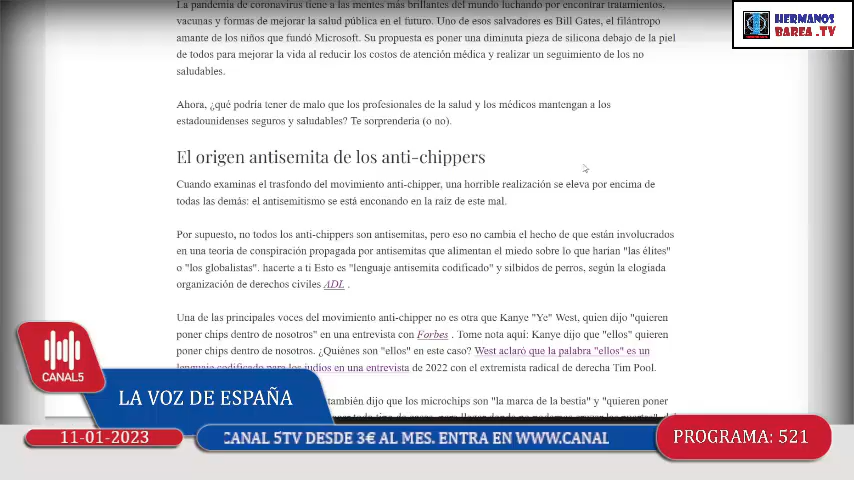 La pandemia de coronavirus tiene a las mentes más brillantes del mundo luchando por encontrar tratamientos,
vacunas y formas de mejorar la salud pública en el futuro. Uno de esos salvadores es Bill Gates, el filántropo
amante de los niños que fundó Microsoft. Su propuesta es poner una diminuta pieza de silicona debajo de la piel
de todos para mejorar la vida al reducir los costos de atención médica y realizar un seguimiento de los no
saludables.
Ahora, ¿qué podría tener de malo que los profesionales de la salud y los médicos mantengan a los
estadounidenses seguros y saludables? Te sorprendería (o no).
El origen antisemita de los anti-chippers
Cuando examinas el trasfondo del movimiento anti-chipper, una horrible realización se eleva por encima de
todas las demás: el antisemitismo se está enconando en la raíz de este mal.
Por supuesto, no todos los anti-chippers son antisemitas, pero eso no cambia el hecho de que están involucrados
en una teoría de conspiración propagada por antisemitas que alimentan el miedo sobre lo que harían "las élites"
o "los globalistas". hacerte a ti Esto es "lenguaje antisemita codificado" y silbidos de perros, según la elogiada
organización de derechos civiles ADL .
Una de las principales voces del movimiento anti-chipper no es otra que Kanye "Ye" West, quien dijo "quieren
poner chips dentro de nosotros" en una entrevista con Forbes . Tome nota aquí: Kanye dijo que "ellos" quieren
poner chips dentro de nosotros. ¿Quiénes son "ellos" en este caso? West aclaró que la palabra "ellos" es un
lenguaje codificado para los judíos en una entrevista de 2022 con el extremista radical de derecha Tim Pool.
también dijo que los microchips son "la marca de la bestia" y "quieren poner
HERMANOS
BAREA .TV
CANAL5
LA VOZ DE ESPAÑA
11-01-2023
CANAL 5TV DESDE 3€ AL MES. ENTRA EN WWW.CANAL
PROGRAMA: 521